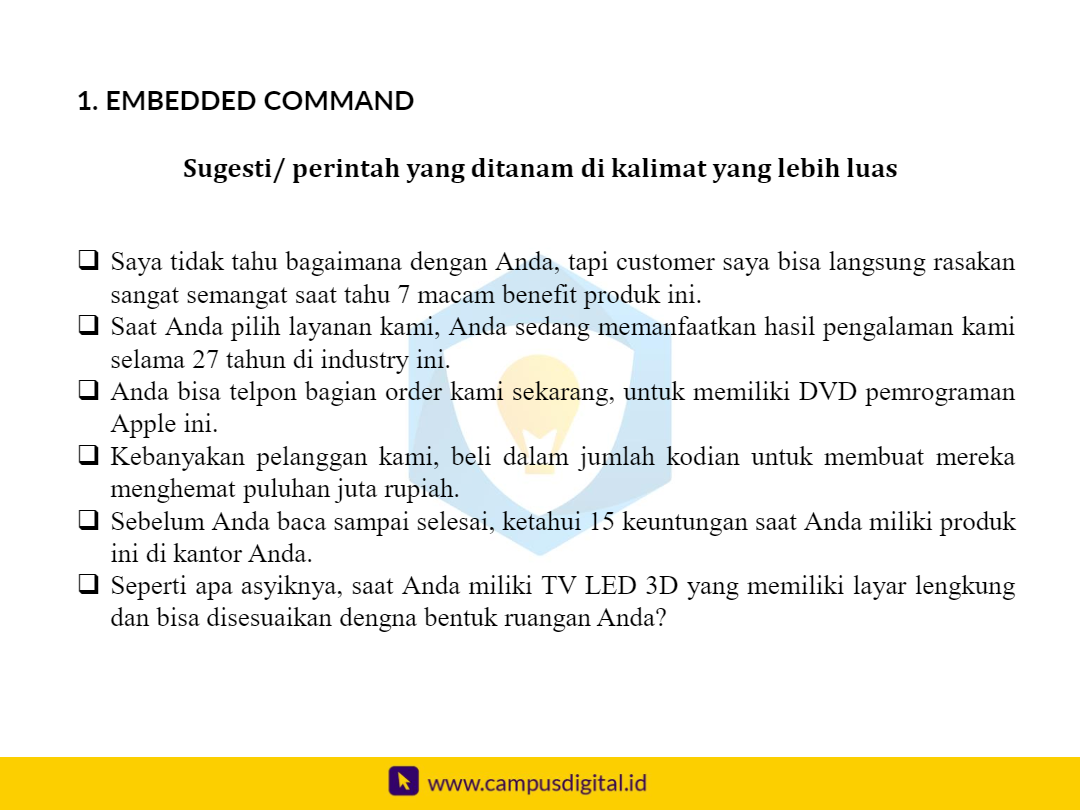 1. EMBEDDED COMMAND
Sugesti/ perintah yang ditanam di kalimat yang lebih luas
❑ Saya tidak tahu bagaimana dengan Anda, tapi customer saya bisa langsung rasakan
sangat semangat saat tahu 7 macam benefit produk ini.
❑ Saat Anda pilih layanan kami, Anda sedang memanfaatkan hasil pengalaman kami
selama 27 tahun di industry ini.
❑ Anda bisa telpon bagian order kami sekarang, untuk memiliki DVD pemrograman
Apple ini.
❑ Kebanyakan pelanggan kami, beli dalam jumlah kodian untuk membuat mereka
menghemat puluhan juta rupiah.
❑ Sebelum Anda baca sampai selesai, ketahui 15 keuntungan saat Anda miliki produk
ini di kantor Anda.
❑ Seperti apa asyiknya, saat Anda miliki TV LED 3D yang memiliki layar lengkung
dan bisa disesuaikan dengna bentuk ruangan Anda?
www.campusdigital.id